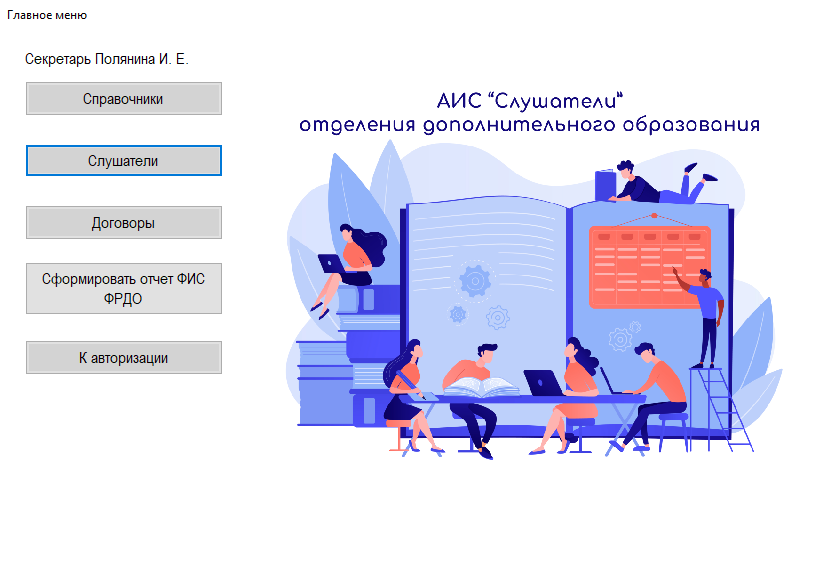 Главное меню
Секретарь Полянина И. Е.
Справочники
Слушатели
Договоры
Сформировать отчет ФИС
ФРДО
К авторизации
АИС “Слушатели”
отделения дополнительного образования